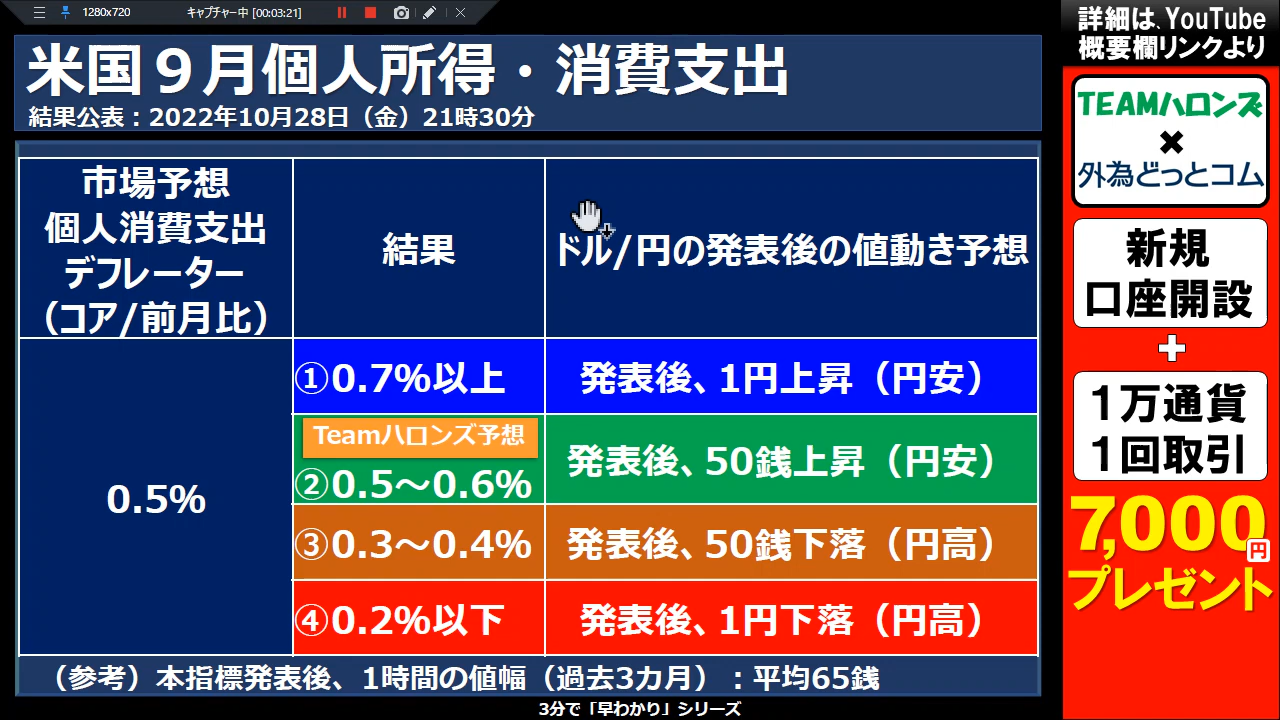 1280x720
キャプチャー中 [00:03:21]
米国９月個人所得・消費支出
結果公表：2022年10月28日（金）21時30分
市場予想
個人消費支出
デフレーター
（コア/前月比）
結果
ドル/円の発表後の値動き予想
0.5%
①0.7%以上
発表後、1円上昇（円安）
Teamハロンズ予想
②0.5～0.6%
発表後、50銭上昇（円安）
③0.3～0.4%
発表後、50銭下落（円高）
④0.2%以下
発表後、1円下落（円高）
（参考）本指標発表後、1時間の値幅（過去3カ月）：平均65銭
3分で「早わかり」シリーズ
詳細は、YouTube
概要欄リンクより
TEAMハロンズ
×
外為どっとコム
新規
口座開設
+
１万通貨
１回取引
7,000円
プレゼント